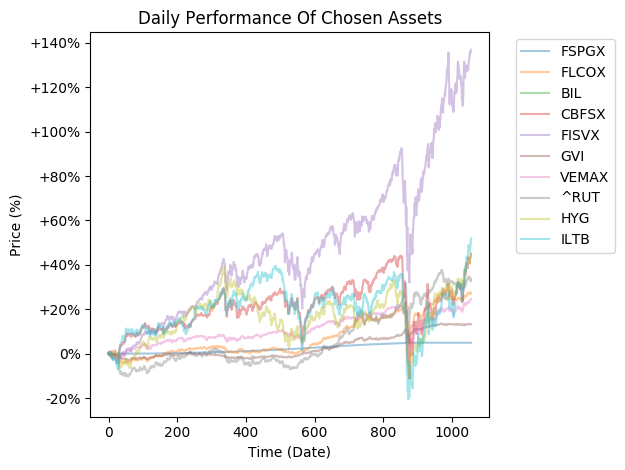 Daily Performance Of Chosen Assets
+140%
+120%
+100%
+80%
+60%
+40%
+20%
0%
-20%
Price (%)
0
200
400
600
800
1000
Time (Date)
FSPGX
FLCOX
BIL
CBFSX
FISVX
GVI
VEMAX
^RUT
HYG
ILTB